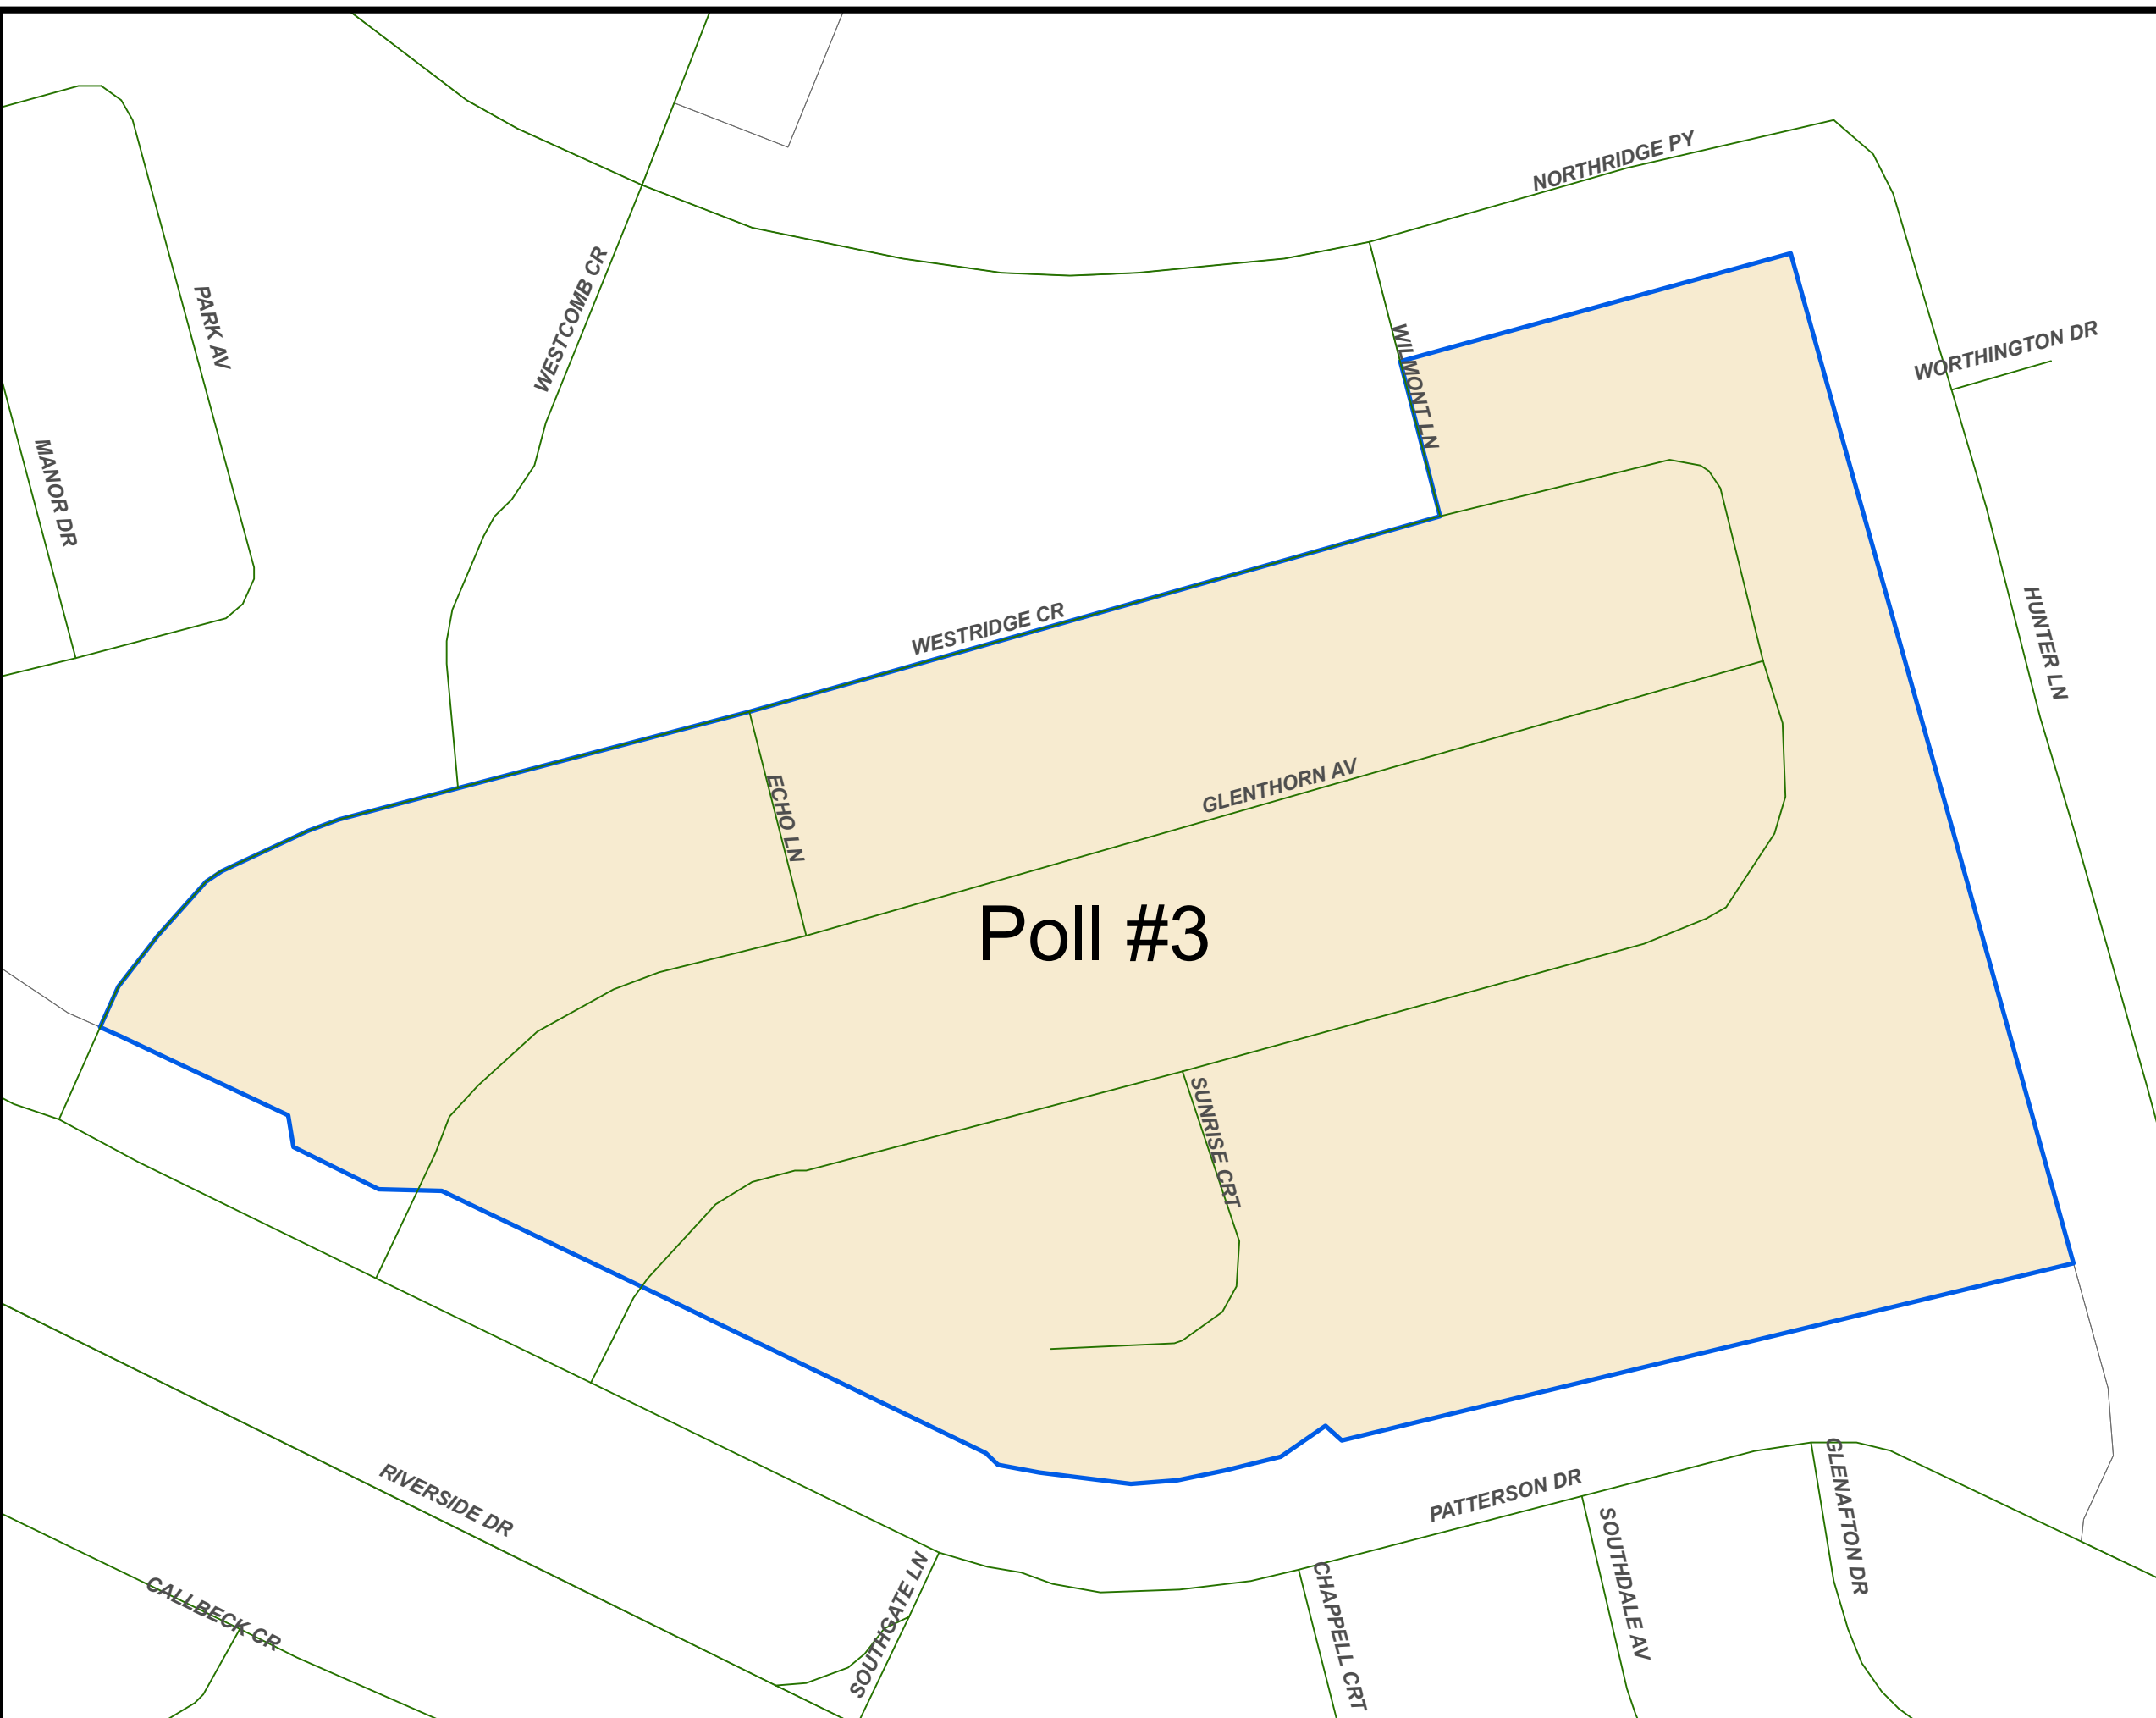 NORTHRIDGE PY
WESTCOMB CR
PARK AV
WILMONT LN
WORTHINGTON DR
MANOR DR
WESTRIDGE CR
HUNTER LN
ECHO LN
GLENTHORN AV
Poll #3
SUNRISE CRT
RIVERSIDE DR
PATTERSON DR
GLENAFTON DR
SOUTHDALE AV
SOUTHGATE LN
CHAPPELL CRT
CALLBECK CR